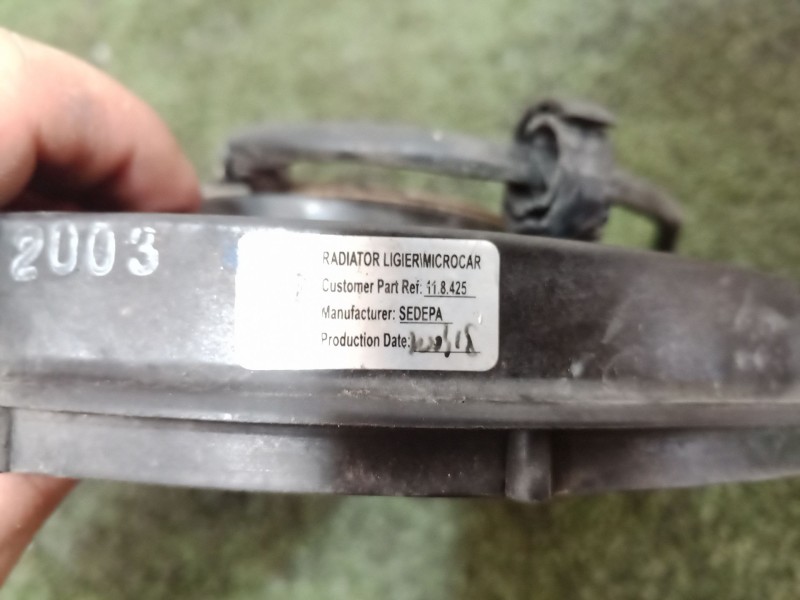 2003
RADIATOR LIGIER\MICROCAR
Customer Part Ref: 11.8.425
Manufacturer: SEDEPA
Production Date: